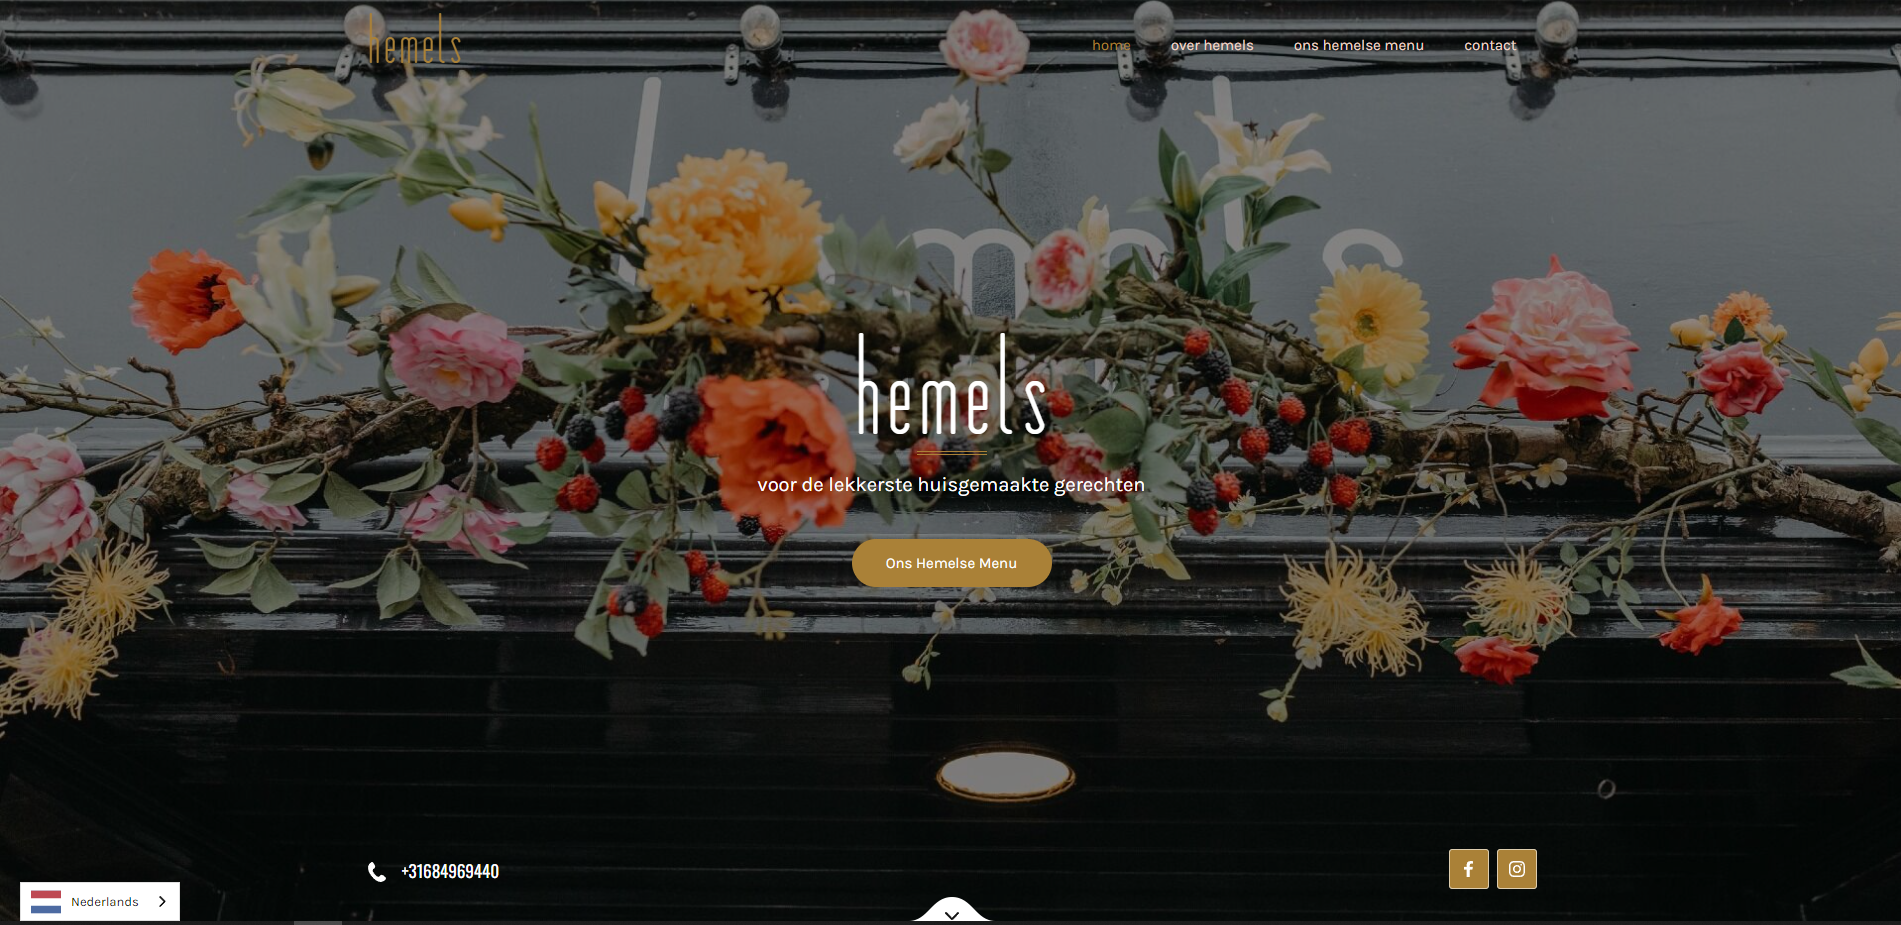 hemels
home
over hemels
ons hemelse menu
contact
hemels
voor de lekkerste huisgemaakte gerechten
Ons Hemelse Menu
+31684969440
Nederlands